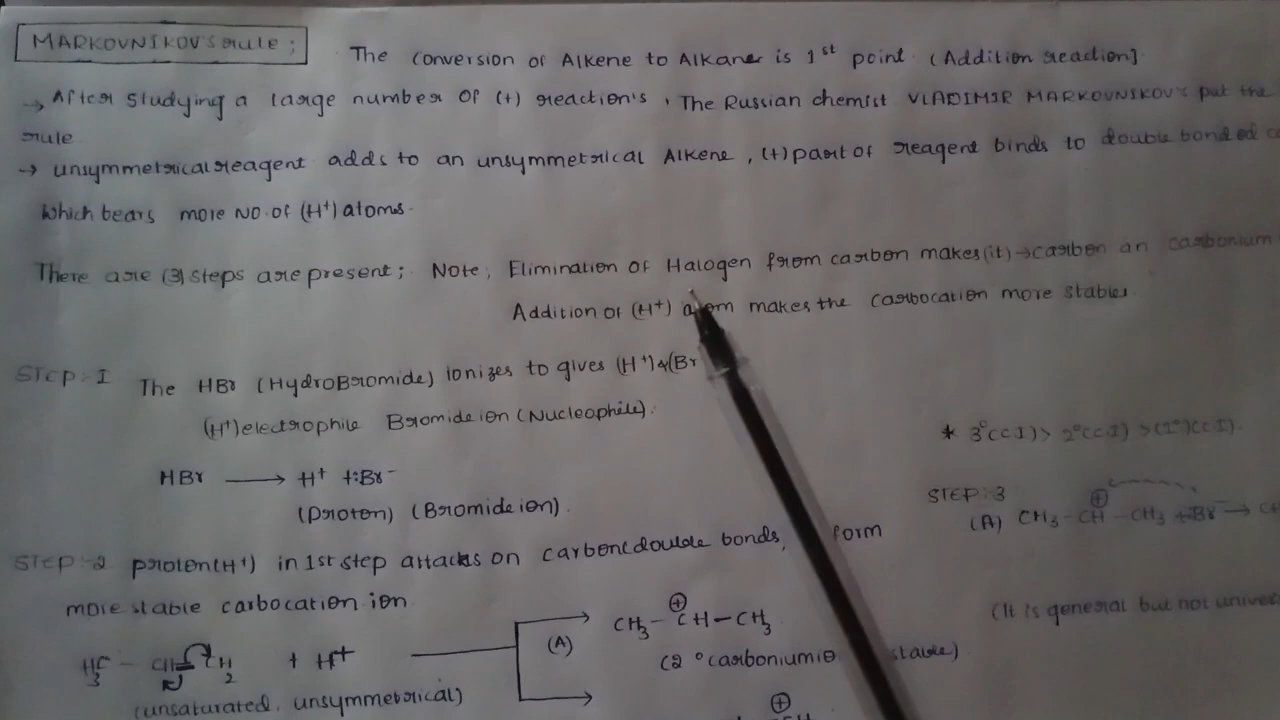 MARKOVNIKOV'S rule ;
The conversion of Alkene to Alkane is 1st point. (Addition reaction]
→ After studying a large number of (+) reaction's, The Russian chemist VLADIMIR MARKOVNIKOV'S put the
rule
→ unsymmetrical reagent adds to an unsymmetrical Alkene, (+) part of reagent binds to double bonded
which bears more NO. of (H+) atoms.
There are (3) steps are present; Note; Elimination of Halogen from carbon makes (it) → carbon an carbonium
Addition of (H+) atom makes the carbocation more stable
STEP-I The HBr (HydroBromide) ionizes to gives (H+) & (Br
(H+) electrophile Bromide ion (Nucleophile).
* 3°(C.I) > 2°(C.I) > (1°)(C.I).
HBr → H+ + :Br-
(proton) (Bromide ion).
STEP:3
(A) CH3 - CH - CH3 + Br- →
⊕
STEP-2 proton(H+) in 1st step attacks on carbon(double bonds, form
more stable carbocation ion
(It is general but not
H3C - CH = CH2 + H+
(A) CH3 - CH - CH3
⊕
(2° carbonium stable)
(unsaturated, unsymmetrical)
⊕